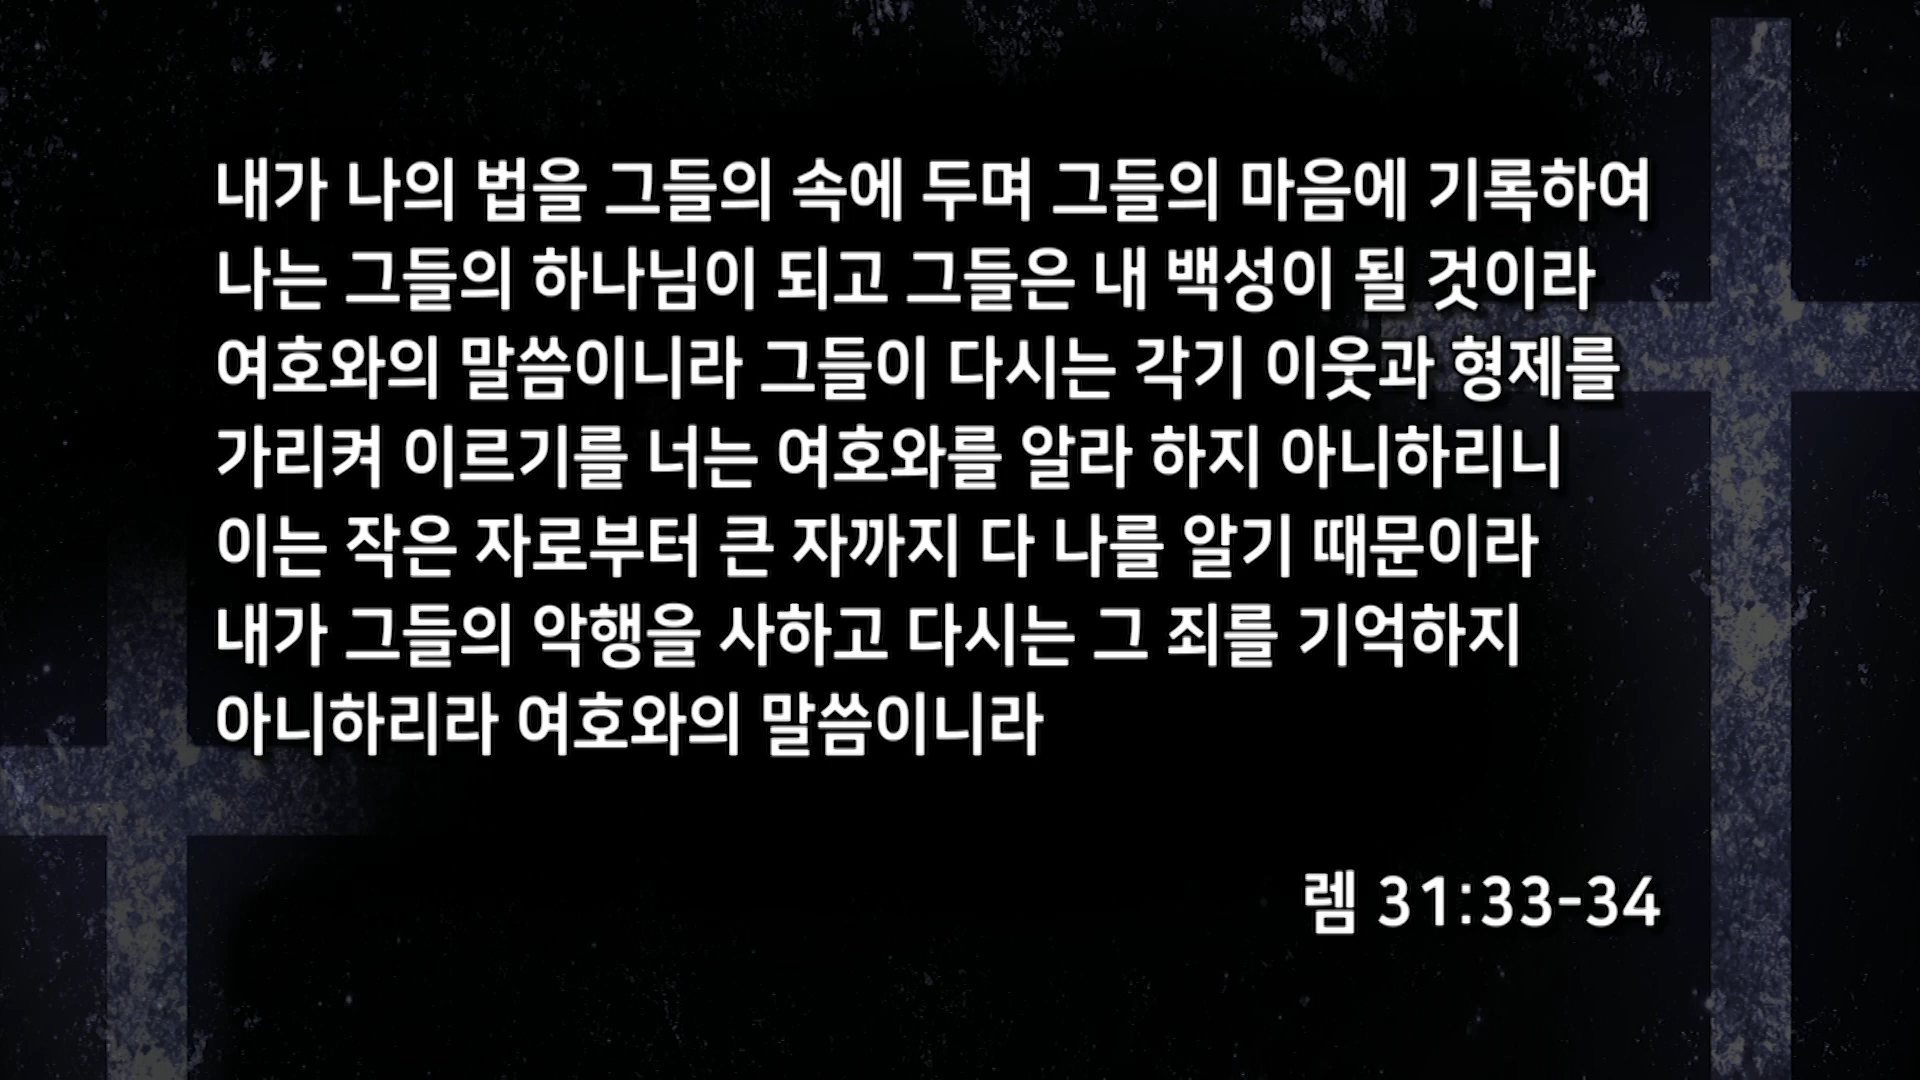 내가 나의 법을 그들의 속에 두며 그들의 마음에 기록하여
나는 그들의 하나님이 되고 그들은 내 백성이 될 것이라
여호와의 말씀이니라 그들이 다시는 각기 이웃과 형제를
가리켜 이르기를 너는 여호와를 알라 하지 아니하리니
이는 작은 자로부터 큰 자까지 다 나를 알기 때문이라
내가 그들의 악행을 사하고 다시는 그 죄를 기억하지
아니하리라 여호와의 말씀이니라
렘 31:33-34